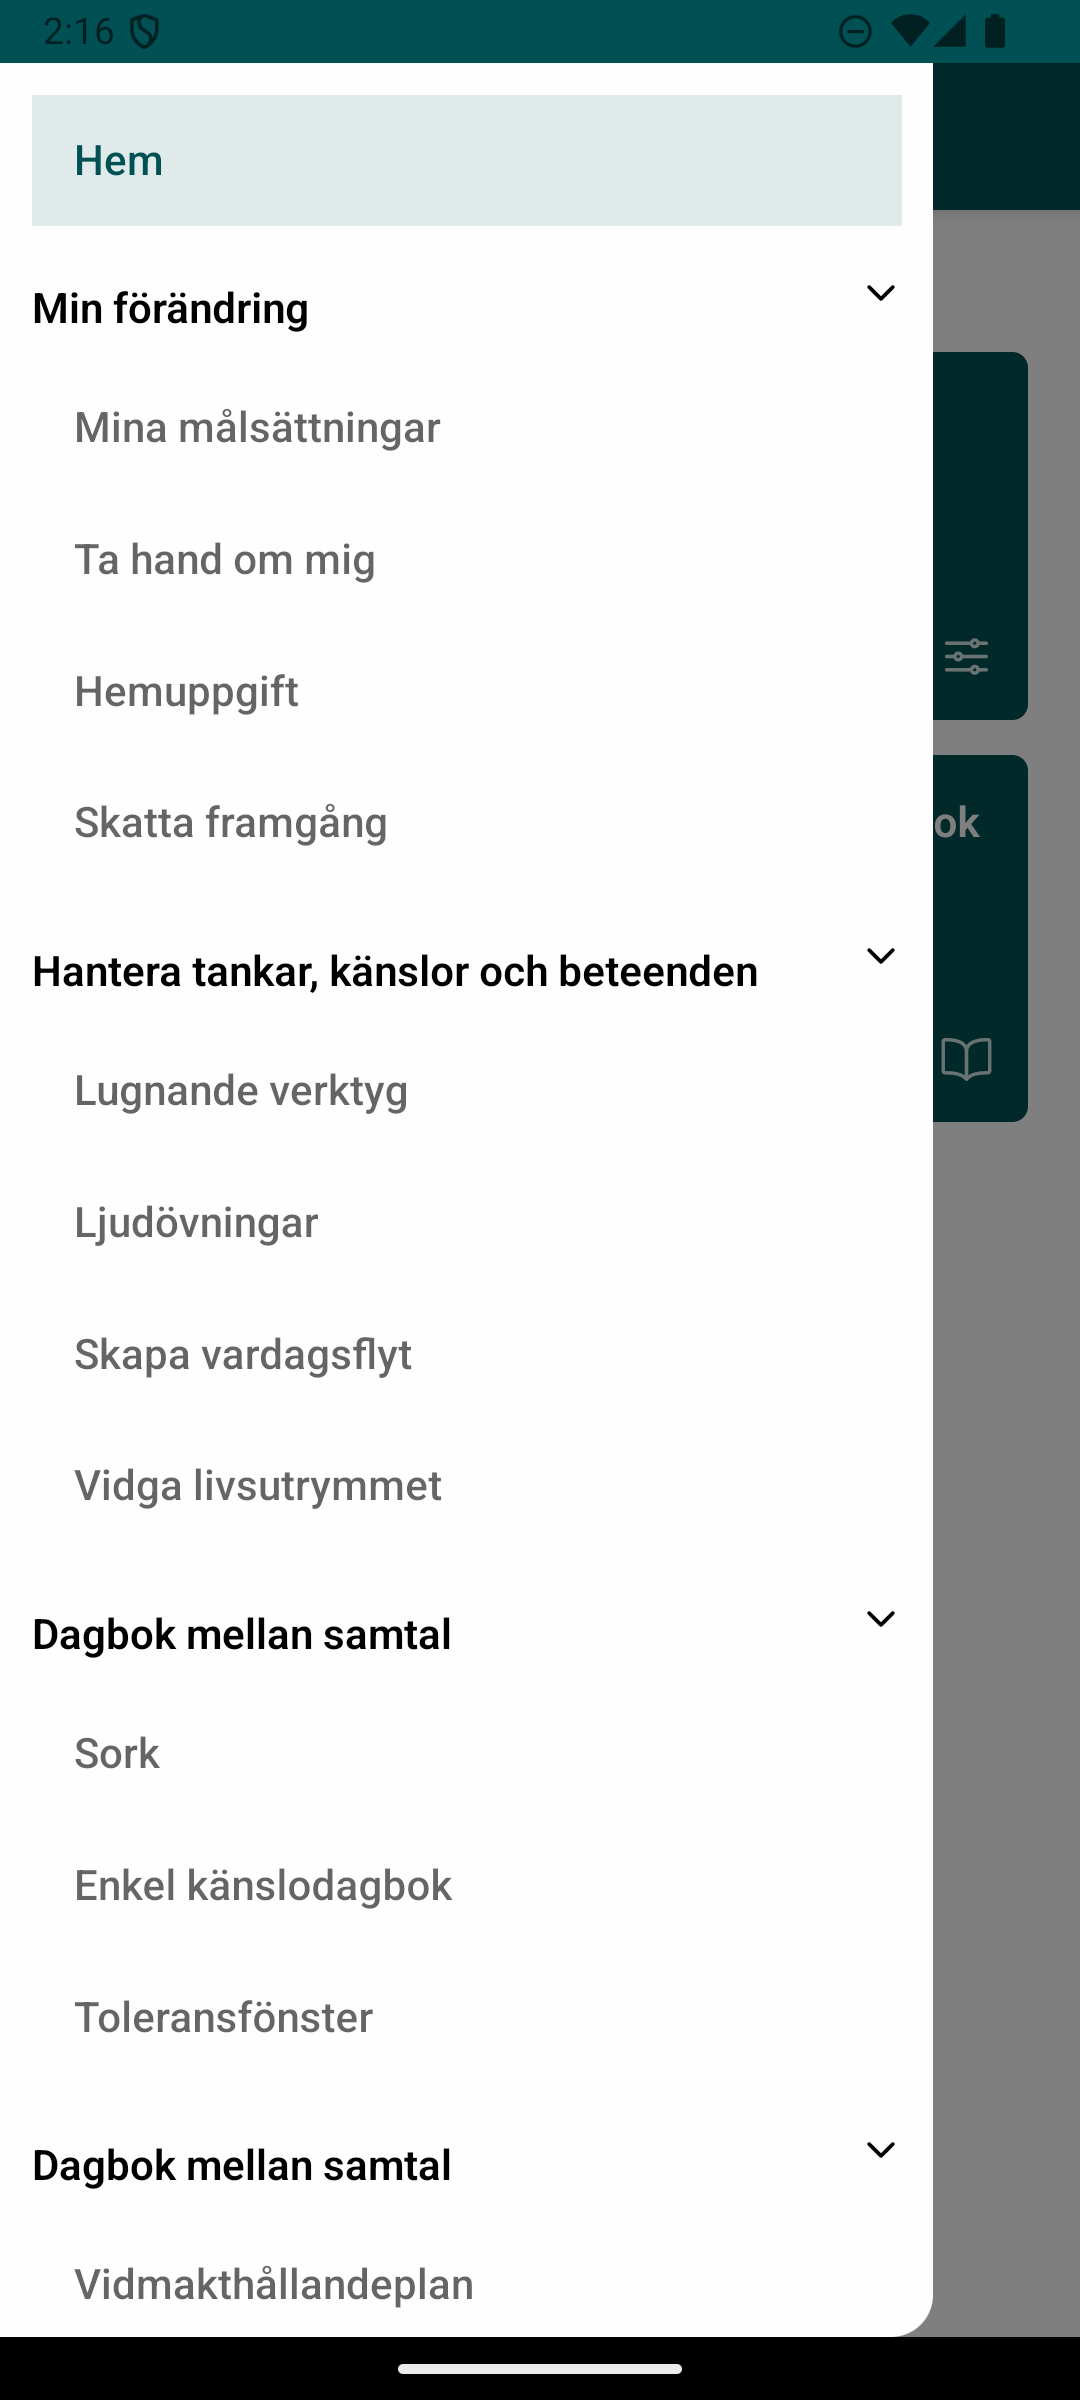 2:16
Hem
Min förändring
Mina målsättningar
Ta hand om mig
Hemuppgift
Skatta framgång
ok
Hantera tankar, känslor och beteenden
Lugnande verktyg
Ljudövningar
Skapa vardagsflyt
Vidga livsutrymmet
Dagbok mellan samtal
Sork
Enkel känslodagbok
Toleransfönster
Dagbok mellan samtal
Vidmakthållandeplan